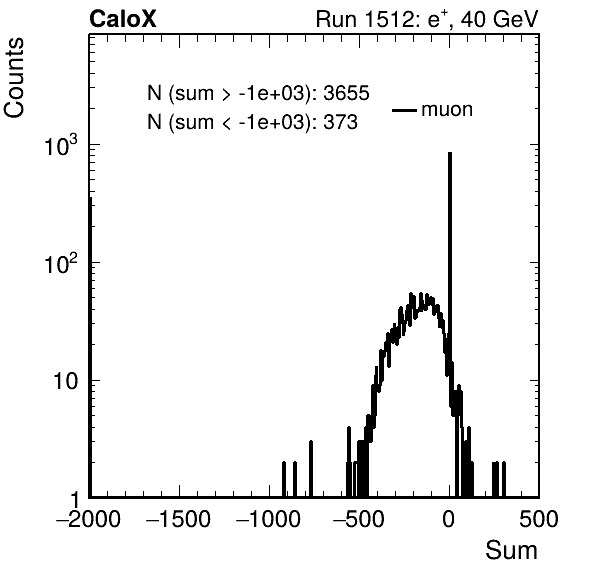 CaloX Run 1512: e⁺, 40 GeV
Counts
N (sum > -1e+03): 3655
N (sum < -1e+03): 373
muon
10³
10²
10
1
−2000 −1500 −1000 −500 0 500
Sum